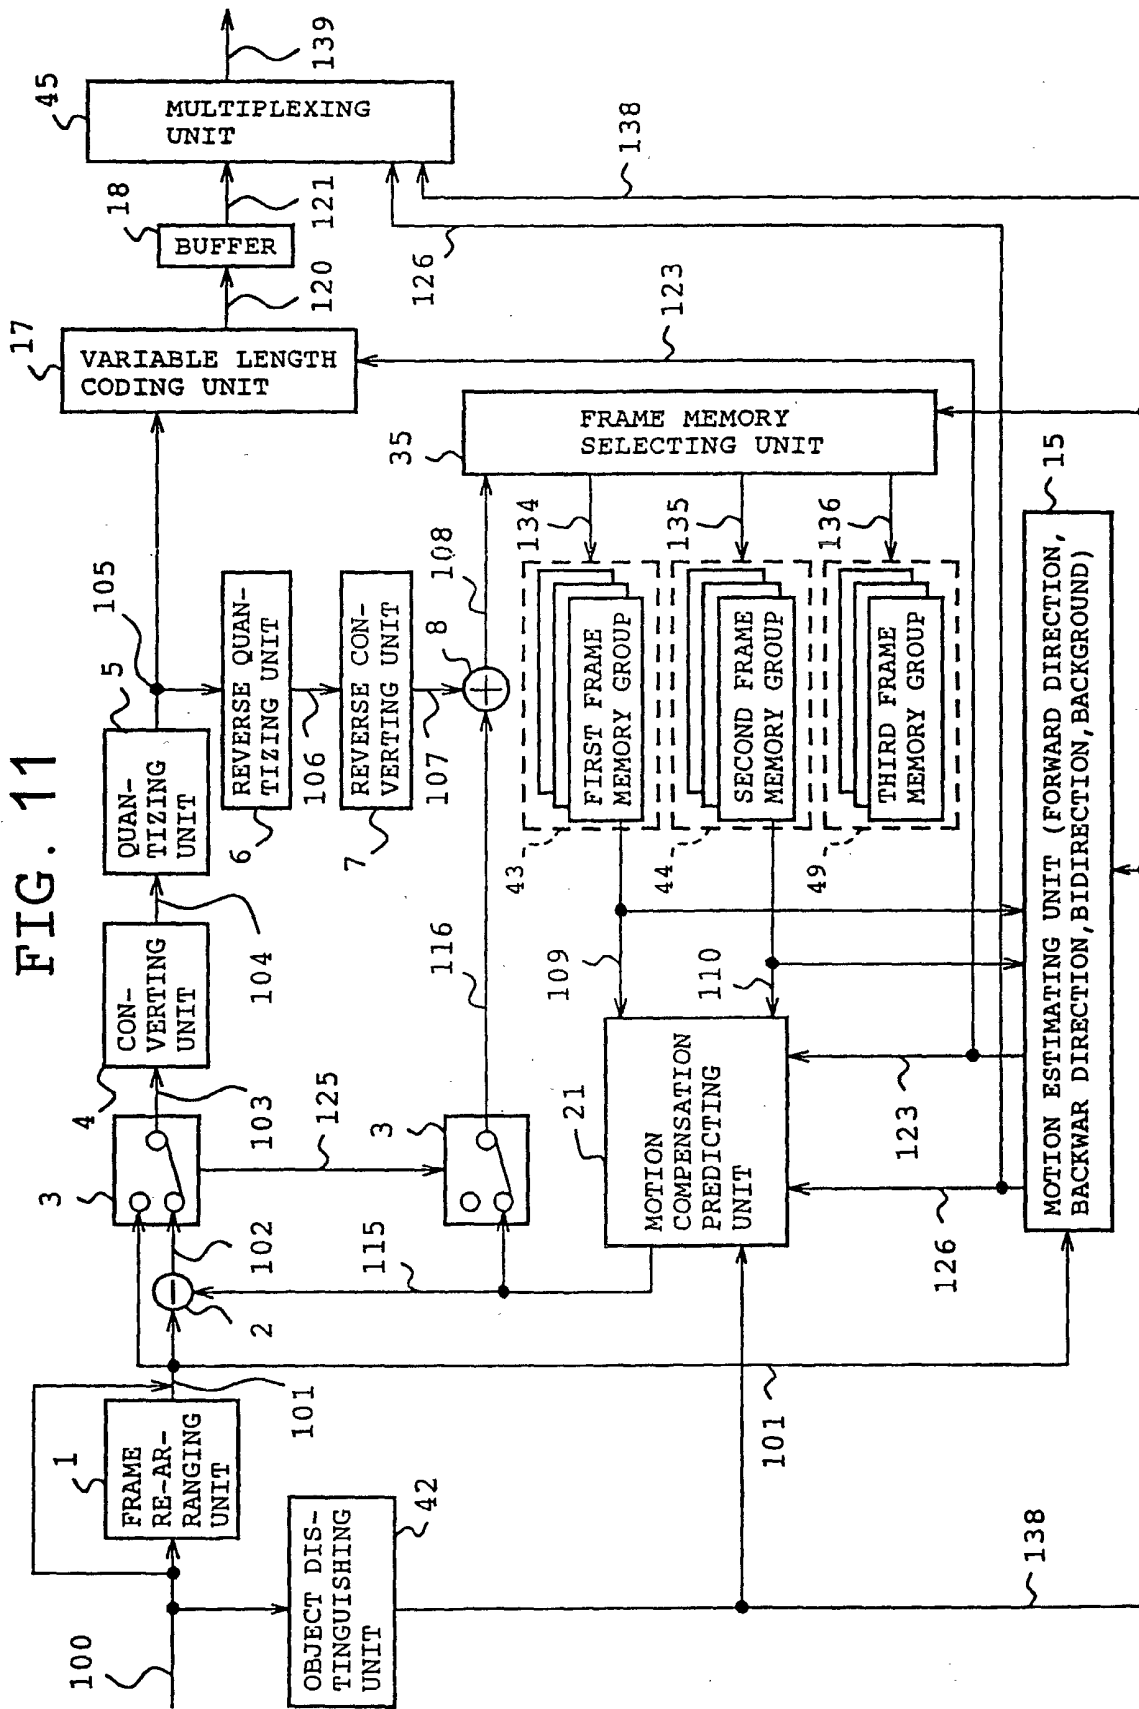 FIG. 11
100
1
FRAME
RE-AR-
RANGING
UNIT
101
2
102
3
103
4
CON-
VERTING
UNIT
104
5
QUAN-
TIZING
UNIT
105
17
VARIABLE LENGTH
CODING UNIT
120
18
BUFFER
121
45
MULTIPLEXING
UNIT
139
6
REVERSE QUAN-
TIZING UNIT
106
7
REVERSE CON-
VERTING UNIT
107
8
108
125
3
116
115
126
138
123
35
FRAME MEMORY
SELECTING UNIT
42
OBJECT DIS-
TINGUISHING
UNIT
21
MOTION
COMPENSATION
PREDICTING
UNIT
109
110
43
FIRST FRAME
MEMORY GROUP
134
44
SECOND FRAME
MEMORY GROUP
135
49
THIRD FRAME
MEMORY GROUP
136
101
126
123
15
MOTION ESTIMATING UNIT (FORWARD DIRECTION,
BACKWAR DIRECTION,BIDIRECTION,BACKGROUND)
138